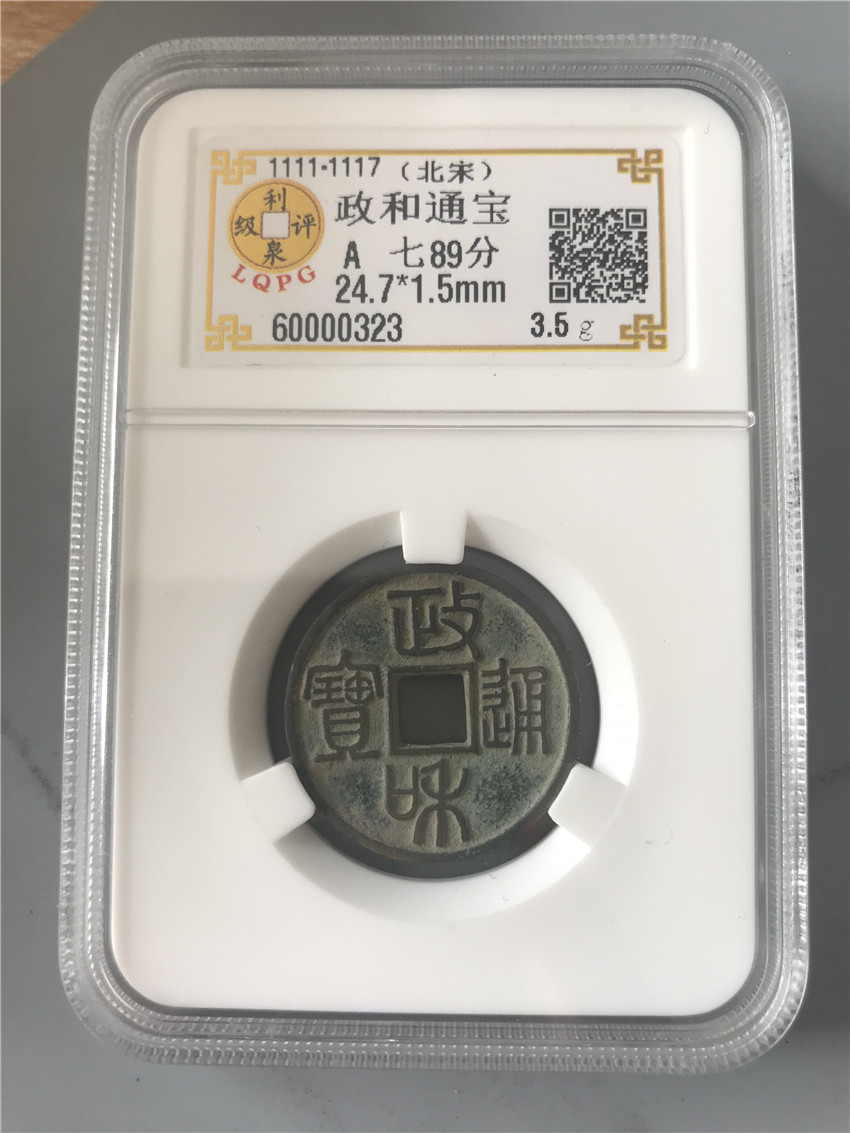 1111-1117 (北宋)
利泉评级
LQPG
政和通宝
A 七89分
24.7*1.5mm
60000323 3.5g
政和通寶